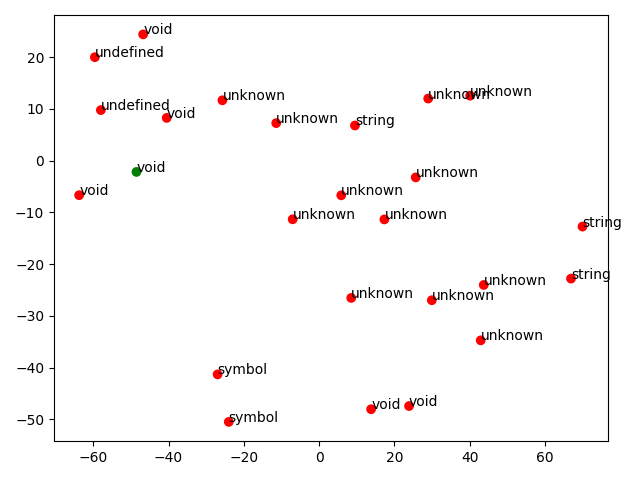 void
undefined
20
unknown
unknown unknown
undefined
10
void
unknown
string
0
void
unknown
void
unknown
−10
unknown
unknown
string
−20
string
unknown
unknown
unknown
−30
unknown
symbol
−40
void
void
symbol
−50
−60 −40 −20 0 20 40 60